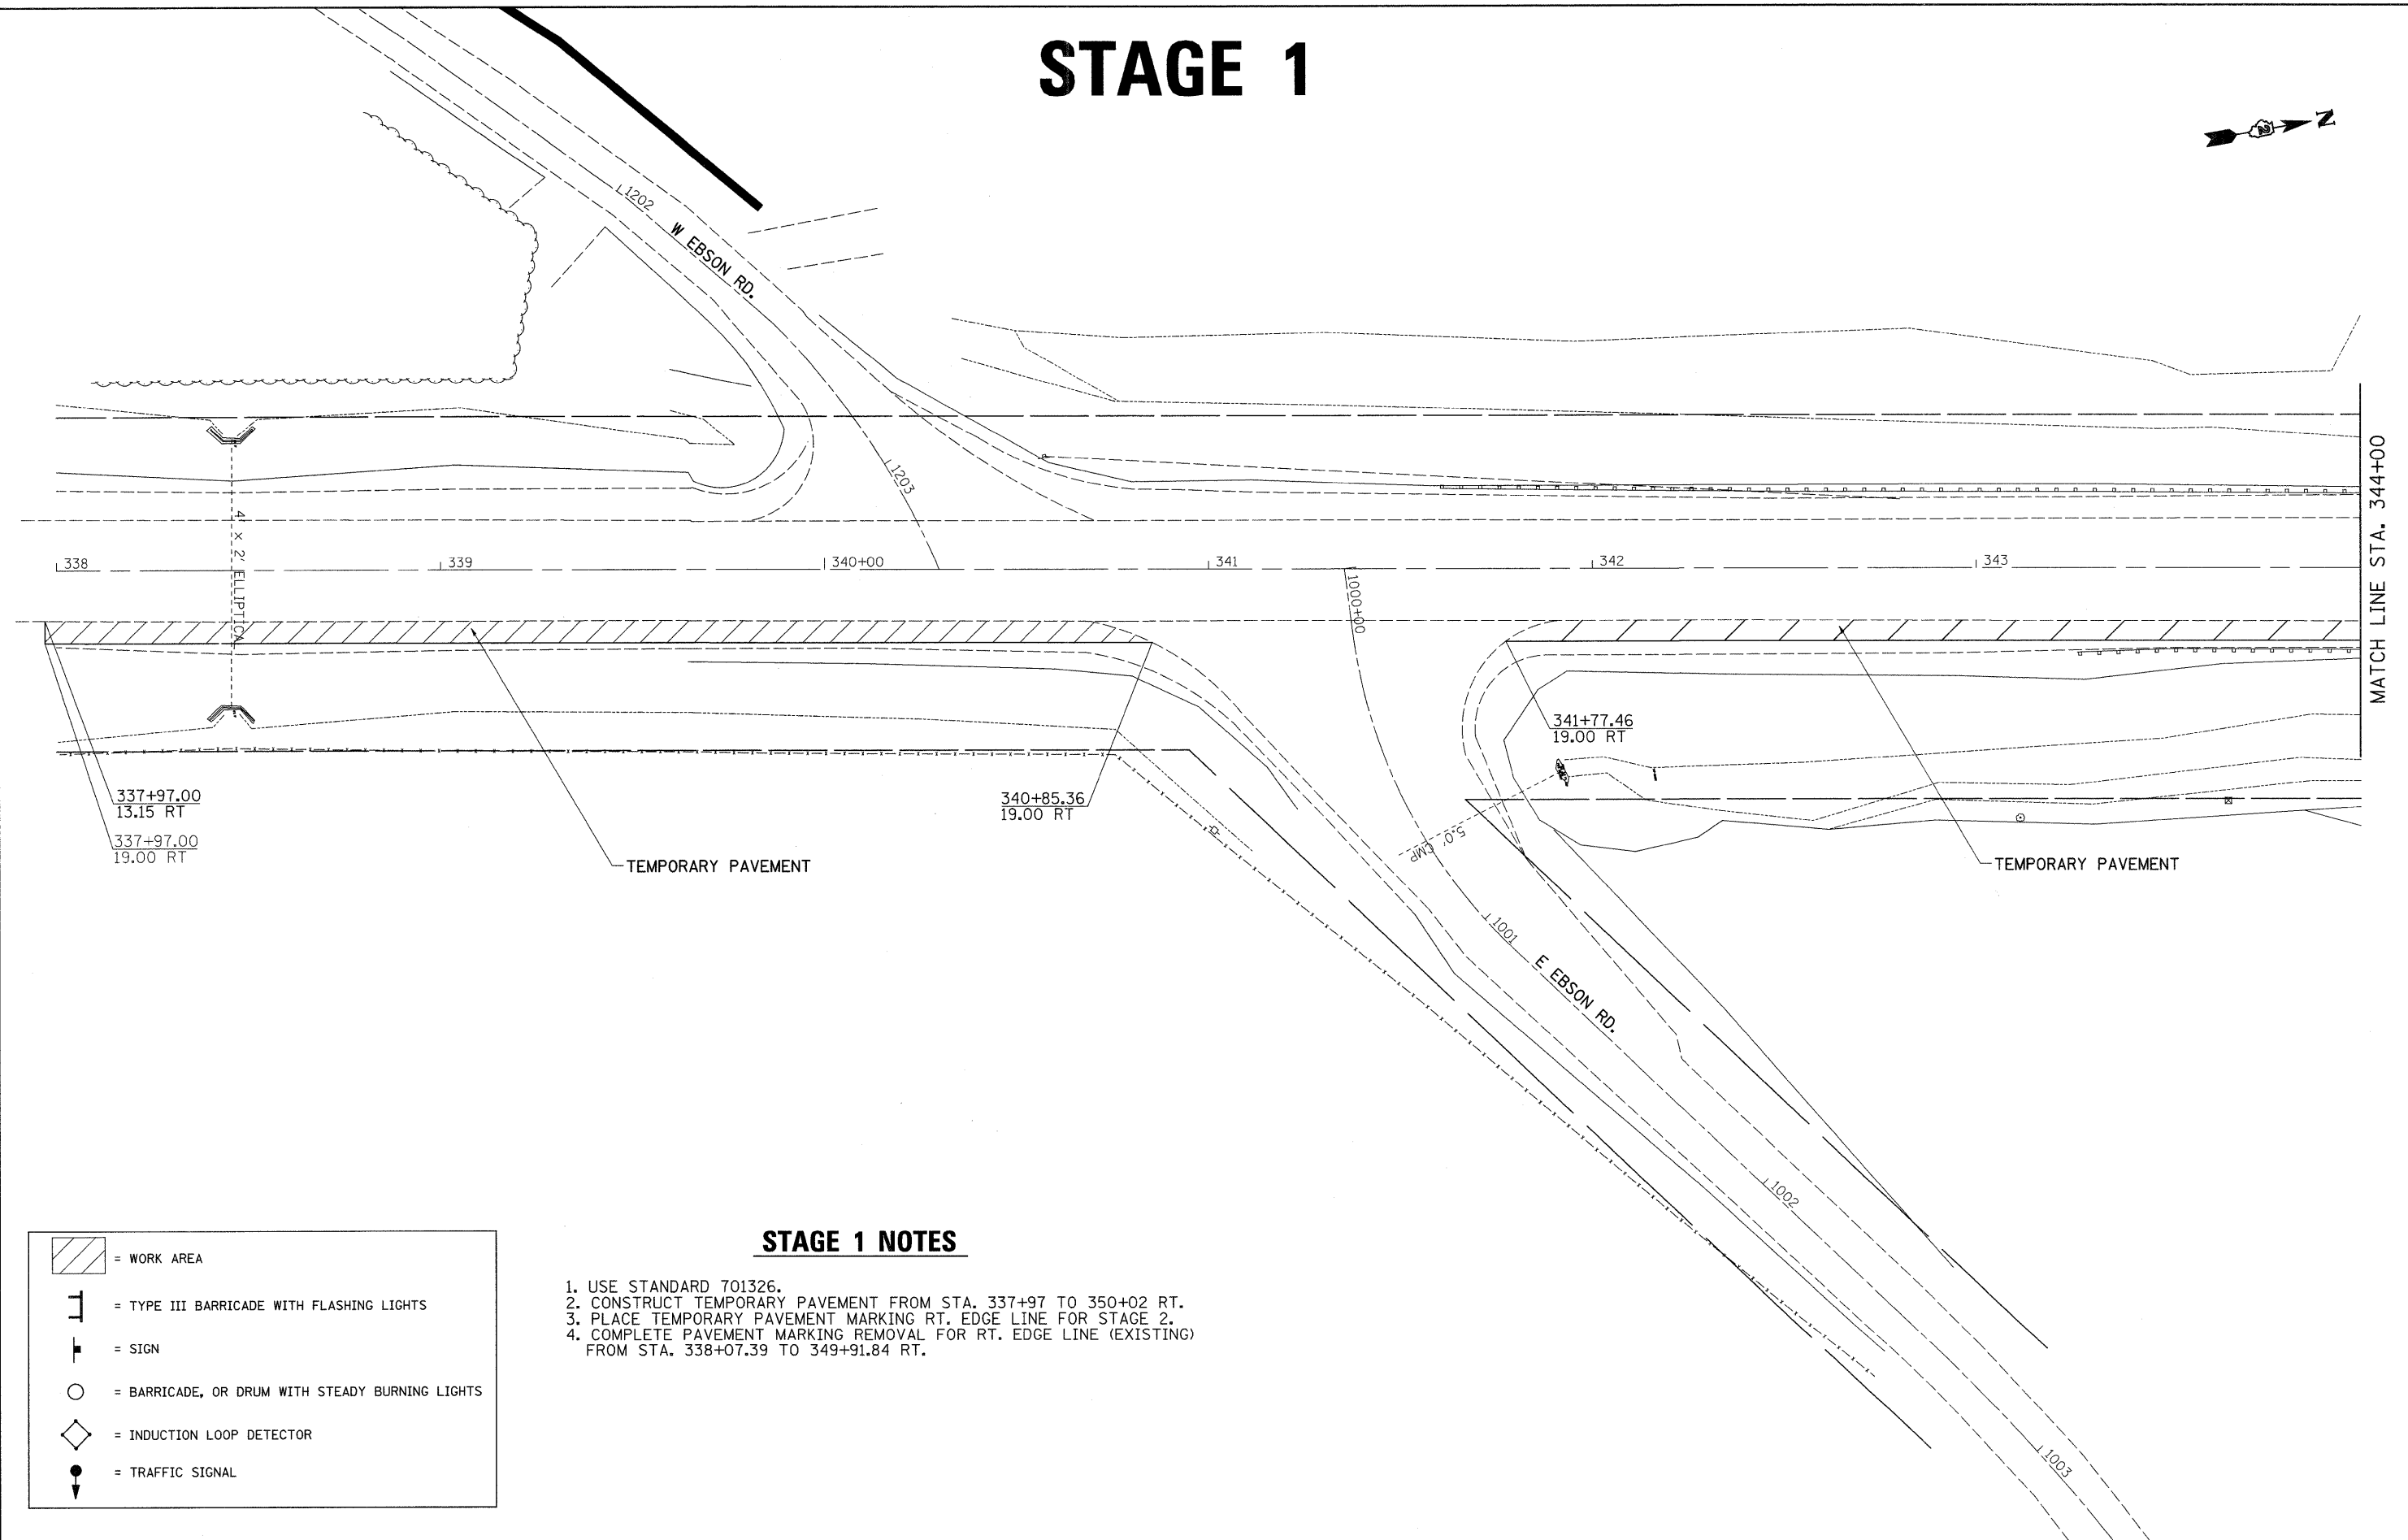 STAGE 1
N
1202
W EBSON RD.
1203
MATCH LINE STA. 344+00
4' x 2' ELLIPTICAL
338
339
340+00
341
342
343
1000+00
341+77.46
19.00 RT
337+97.00
13.15 RT
337+97.00
19.00 RT
340+85.36
19.00 RT
5.0' CMP
TEMPORARY PAVEMENT
TEMPORARY PAVEMENT
1001
E EBSON RD.
1002
1003
= WORK AREA
= TYPE III BARRICADE WITH FLASHING LIGHTS
= SIGN
= BARRICADE, OR DRUM WITH STEADY BURNING LIGHTS
= INDUCTION LOOP DETECTOR
= TRAFFIC SIGNAL
STAGE 1 NOTES
1. USE STANDARD 701326.
2. CONSTRUCT TEMPORARY PAVEMENT FROM STA. 337+97 TO 350+02 RT.
3. PLACE TEMPORARY PAVEMENT MARKING RT. EDGE LINE FOR STAGE 2.
4. COMPLETE PAVEMENT MARKING REMOVAL FOR RT. EDGE LINE (EXISTING)
FROM STA. 338+07.39 TO 349+91.84 RT.